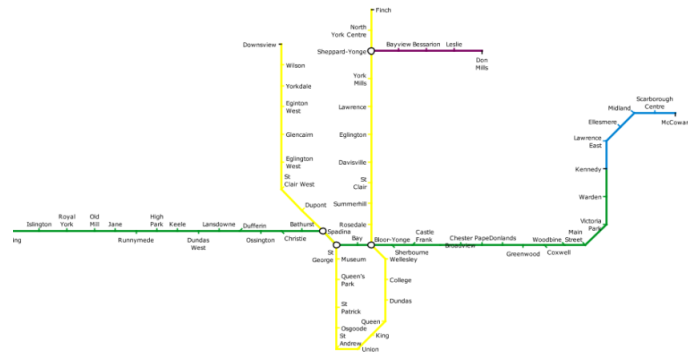 Finch
North
York Centre
Downsview
Sheppard-Yonge
Bayview
Bessarion
Leslie
Don
Mills
Wilson
Yorkdale
York
Mills
Eginton
West
Lawrence
Glencairn
Eglington
Eglington
West
Davisville
St
Clair West
St
Clair
Dupont
Summerhill
Rosedale
Midland
Scarborough
Centre
McCowan
Ellesmere
Lawrence
East
Kennedy
Warden
Victoria
Park
Main
Street
ing
Islington
Royal
York
Old
Mill
Jane
Runnymede
High
Park
Keele
Dundas
West
Lansdowne
Dufferin
Ossington
Christie
Bathurst
Spadina
St
George
Bay
Bloor-Yonge
Sherbourne
Castle
Frank
Broadview
Chester
Pape
Donlands
Greenwood
Woodbine
Coxwell
Museum
Wellesley
Queen's
Park
College
St
Patrick
Dundas
Osgoode
Queen
St
Andrew
King
Union